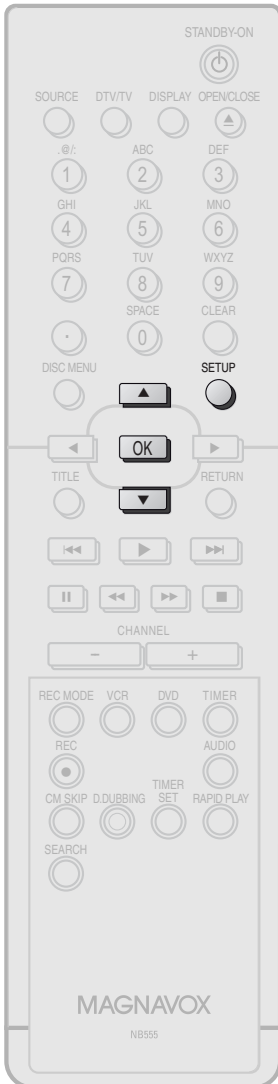 STANDBY-ON
SOURCE DTV/TV DISPLAY OPEN/CLOSE
.@/: ABC DEF
1 2 3
GHI JKL MNO
4 5 6
PQRS TUV WXYZ
7 8 9
SPACE CLEAR
. 0
DISC MENU SETUP
OK
TITLE RETURN
CHANNEL
- +
REC MODE VCR DVD TIMER
REC AUDIO
CM SKIP D.DUBBING TIMER SET RAPID PLAY
SEARCH
MAGNAVOX
NB555